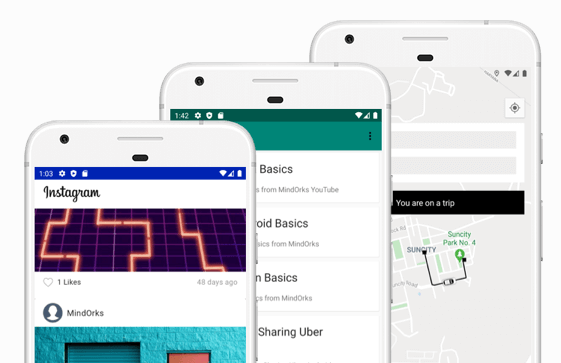 1:03
Instagram
1 Likes
48 days ago
MindOrks
1:42
Basics
s from MindOrks YouTube
oid Basics
sics from MindOrks
n Basics
cs from MindOrks
Sharing Uber
You are on a trip
Suncity
Park No. 4
SUNCITY